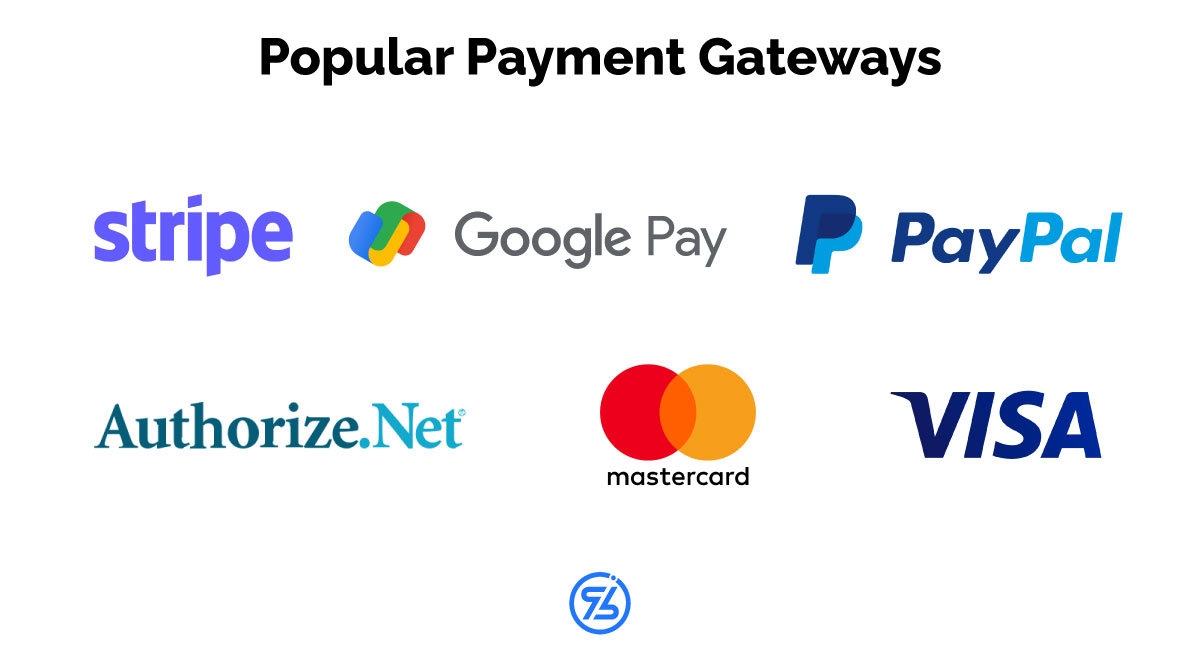 Popular Payment Gateways
stripe
Google Pay
PayPal
Authorize.Net
mastercard
VISA